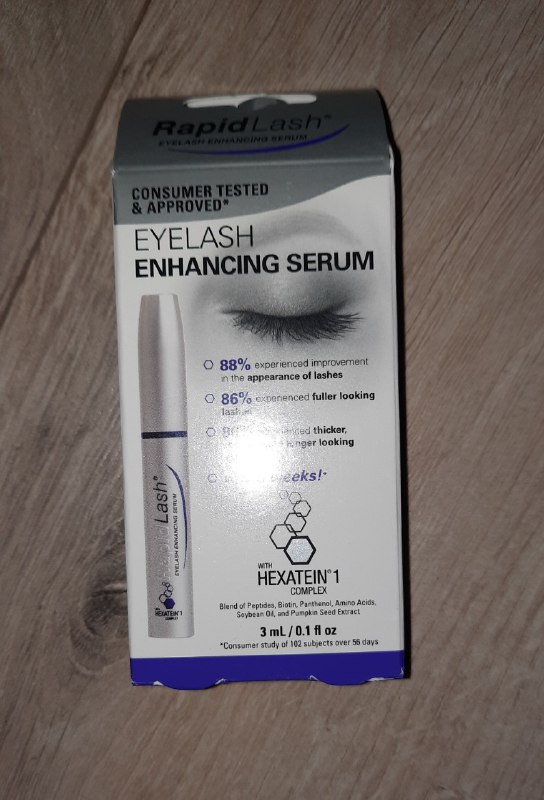 RapidLash®
EYELASH ENHANCING SERUM
CONSUMER TESTED
& APPROVED*
EYELASH
ENHANCING SERUM
88% experienced improvement
in the appearance of lashes
86% experienced fuller looking
thicker,
looking
eeks!*
RapidLash®
EYELASH ENHANCING SERUM
WITH
HEXATEIN®1
COMPLEX
WITH
HEXATEIN®1
COMPLEX
Blend of Peptides, Biotin, Panthenol, Amino Acids,
Soybean Oil, and Pumpkin Seed Extract
3 mL / 0.1 fl oz
*Consumer study of 102 subjects over 56 days